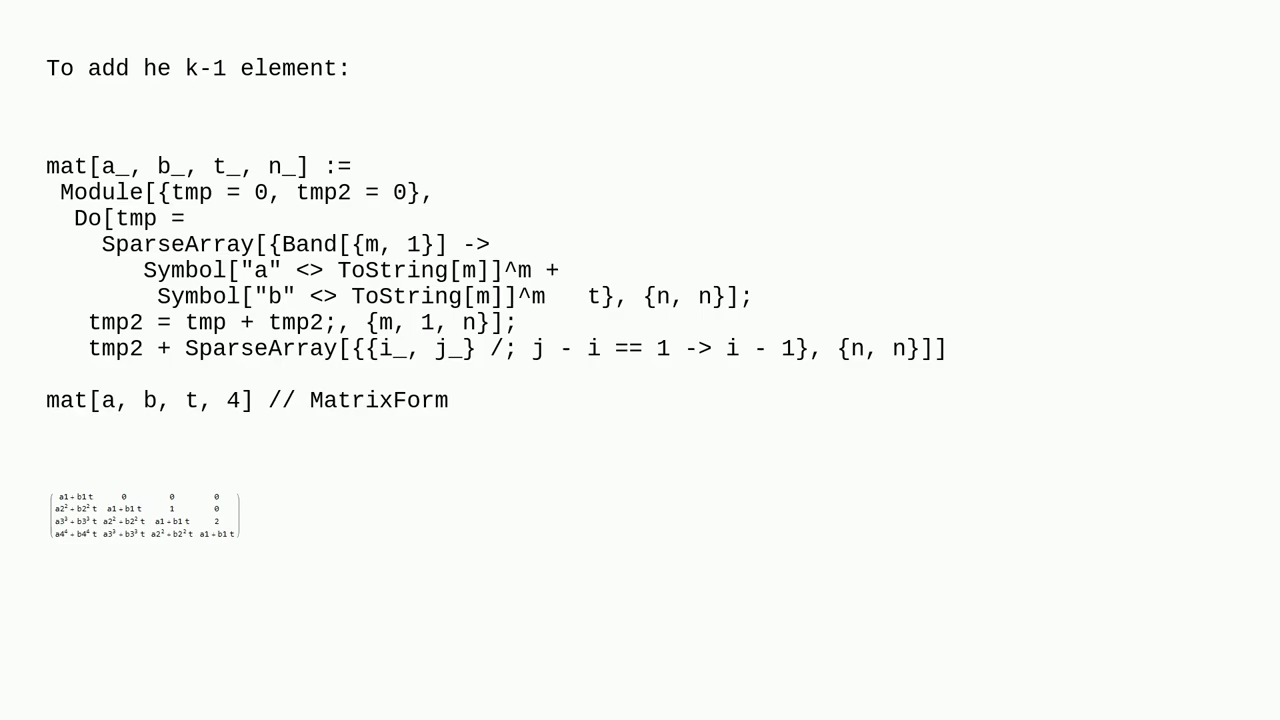 To add he k-1 element:
mat[a_, b_, t_, n_] :=
Module[{tmp = 0, tmp2 = 0},
Do[tmp =
SparseArray[{Band[{m, 1}] ->
Symbol["a" <> ToString[m]]^m +
Symbol["b" <> ToString[m]]^m t}, {n, n}];
tmp2 = tmp + tmp2;, {m, 1, n}];
tmp2 + SparseArray[{{i_, j_} /; j - i == 1 -> i - 1}, {n, n}]]
mat[a, b, t, 4] // MatrixForm
a1 + b1 t 0 0 0
a2² + b2² t a1 + b1 t 1 0
a3³ + b3³ t a2² + b2² t a1 + b1 t 2
a4⁴ + b4⁴ t a3³ + b3³ t a2² + b2² t a1 + b1 t